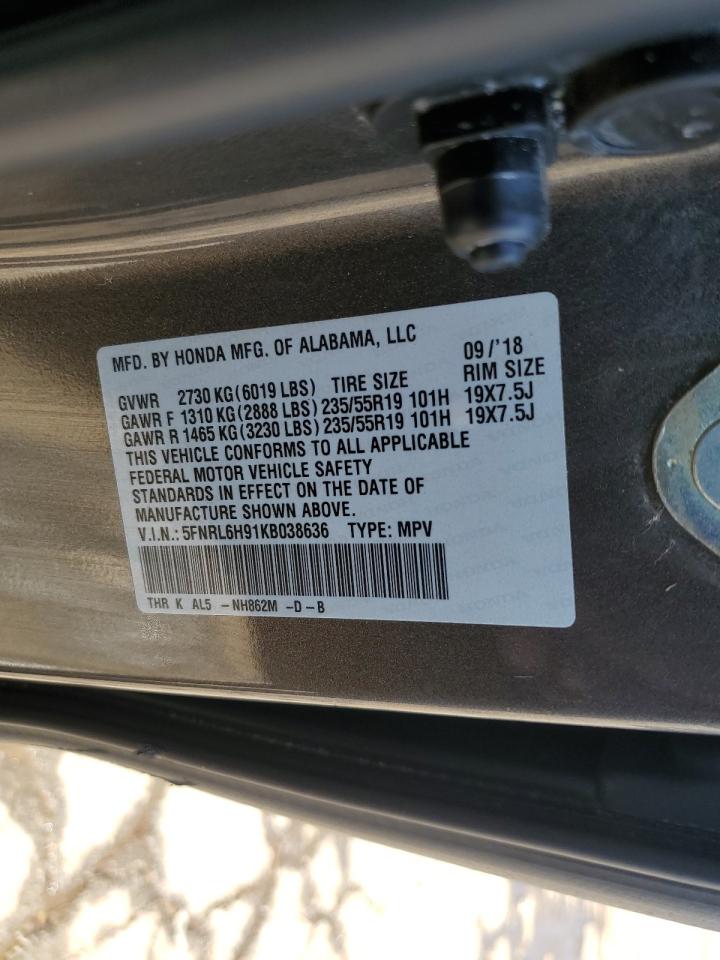 MFD. BY HONDA MFG. OF ALABAMA, LLC 09/'18
GVWR 2730 KG(6019 LBS) TIRE SIZE RIM SIZE
GAWR F 1310 KG(2888 LBS) 235/55R19 101H 19X7.5J
GAWR R 1465 KG(3230 LBS) 235/55R19 101H 19X7.5J
THIS VEHICLE CONFORMS TO ALL APPLICABLE
FEDERAL MOTOR VEHICLE SAFETY
STANDARDS IN EFFECT ON THE DATE OF
MANUFACTURE SHOWN ABOVE.
V.I.N.: 5FNRL6H91KB038636 TYPE: MPV
THR K AL5 -NH862M -D-B